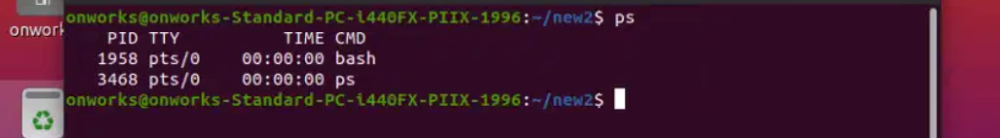 onworks@onworks-Standard-PC-i440FX-PIIX-1996:~/new2$ ps
onwork
    PID TTY          TIME CMD
   1958 pts/0    00:00:00 bash
   3468 pts/0    00:00:00 ps
onworks@onworks-Standard-PC-i440FX-PIIX-1996:~/new2$